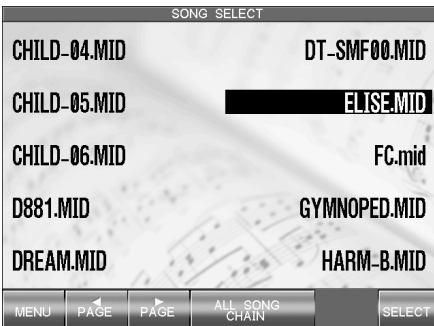 SONG SELECT
CHILD-04.MID
CHILD-05.MID
CHILD-06.MID
D881.MID
DREAM.MID
DT-SMF00.MID
ELISE.MID
FC.mid
GYMNOPED.MID
HARM-B.MID
MENU
PAGE
PAGE
ALL SONG
CHAIN
SELECT